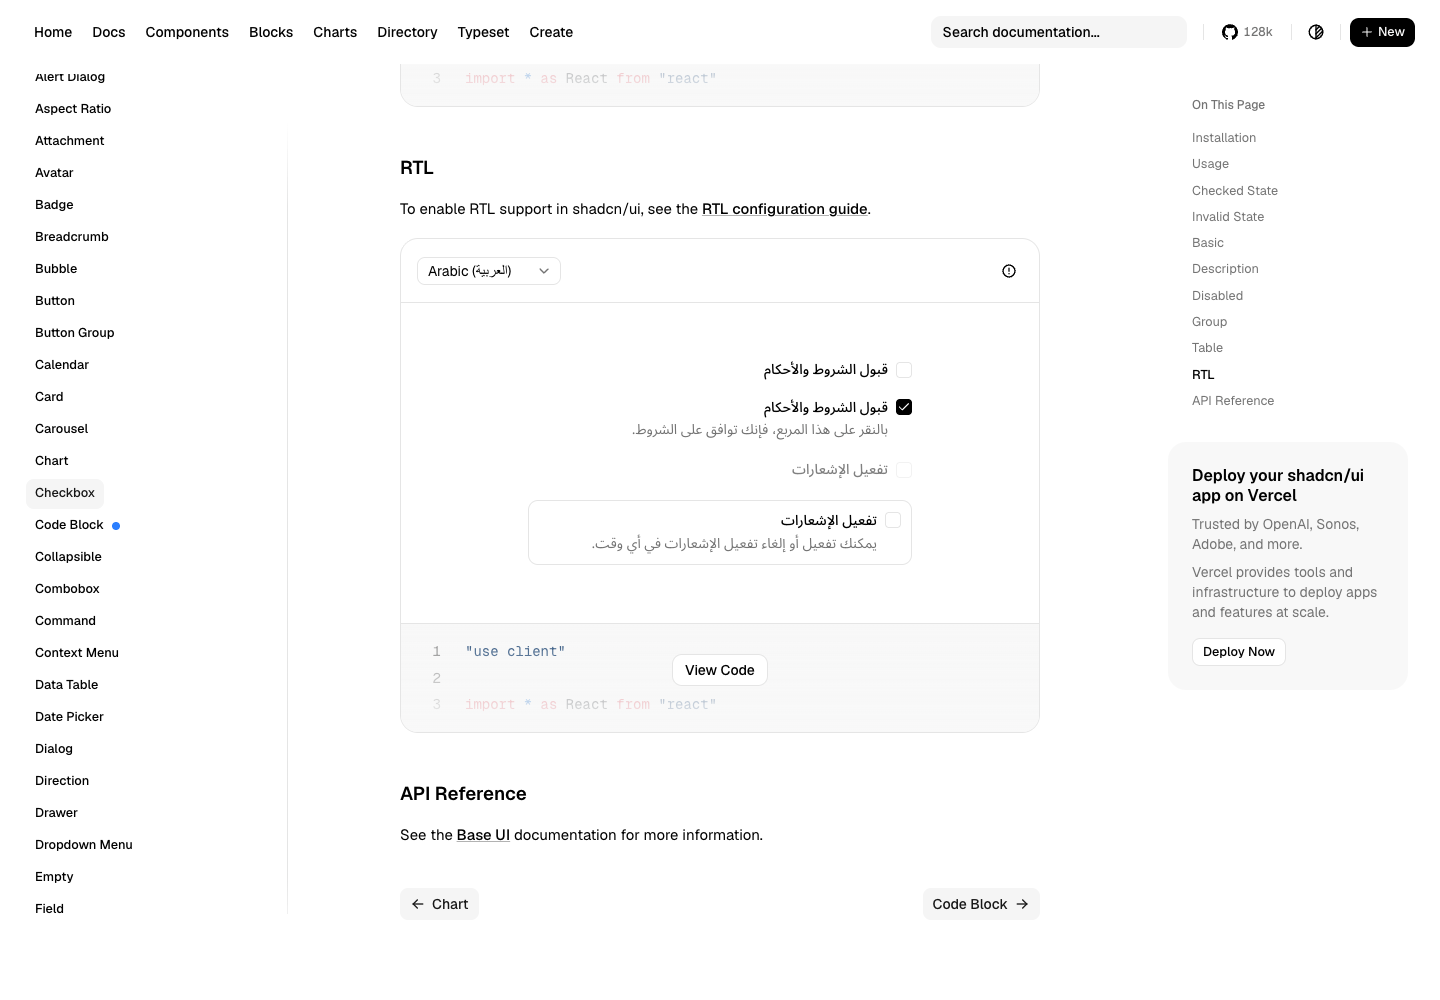 Home Docs Components Blocks Charts Directory Typeset Create Search documentation... 128k New
Alert Dialog
Aspect Ratio
Attachment
Avatar
Badge
Breadcrumb
Bubble
Button
Button Group
Calendar
Card
Carousel
Chart
Checkbox
Code Block
Collapsible
Combobox
Command
Context Menu
Data Table
Date Picker
Dialog
Direction
Drawer
Dropdown Menu
Empty
Field
3 import * as React from "react"
RTL
To enable RTL support in shadcn/ui, see the RTL configuration guide.
Arabic (العربية)
قبول الشروط والأحكام
قبول الشروط والأحكام
بالنقر على هذا المربع، فإنك توافق على الشروط.
تفعيل الإشعارات
تفعيل الإشعارات
يمكنك تفعيل أو إلغاء تفعيل الإشعارات في أي وقت.
1 "use client"
2
View Code
3 import * as React from "react"
API Reference
See the Base UI documentation for more information.
Chart
Code Block
On This Page
Installation
Usage
Checked State
Invalid State
Basic
Description
Disabled
Group
Table
RTL
API Reference
Deploy your shadcn/ui
app on Vercel
Trusted by OpenAI, Sonos,
Adobe, and more.
Vercel provides tools and
infrastructure to deploy apps
and features at scale.
Deploy Now